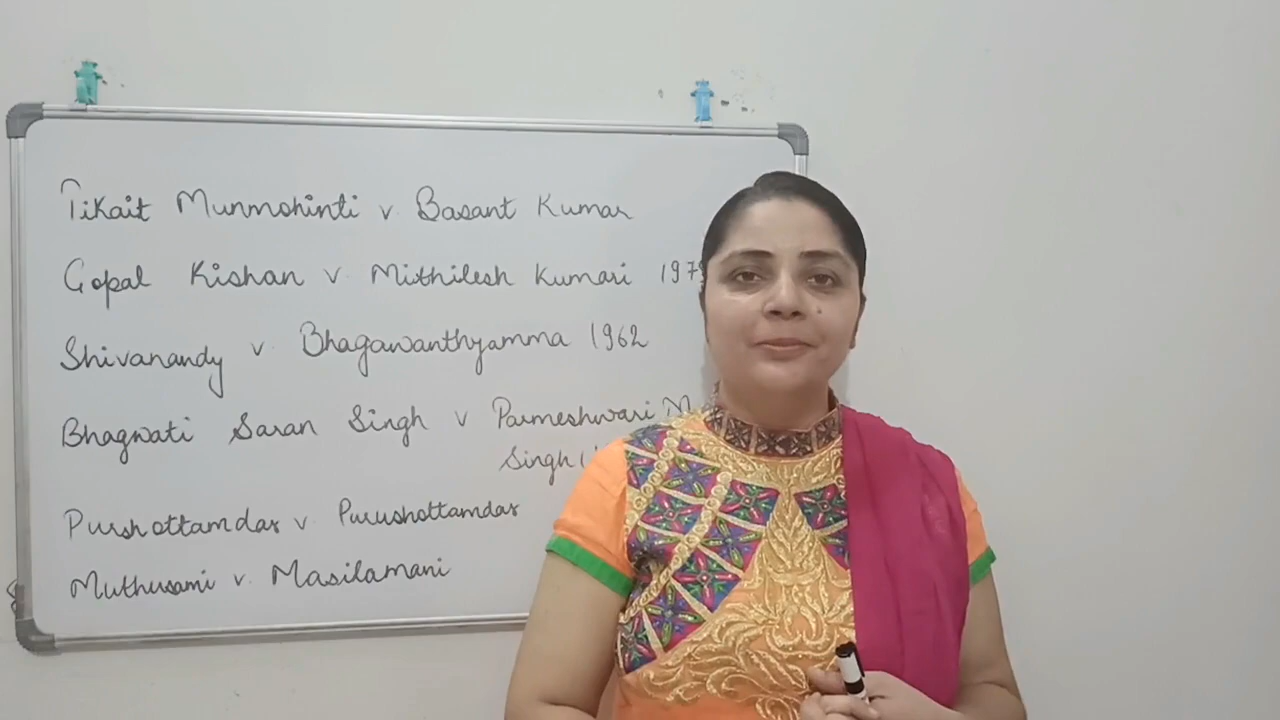 Tikait Munmohinti v. Basant Kumar
Gopal Kishan v Mithilesh Kumari 197
Shivanandy v Bhagawanthyamma 1962
Bhagwati Saran Singh v Parmeshwari
Singh
Purshottamdas v. Purushottamdas
Muthusami v. Masilamani